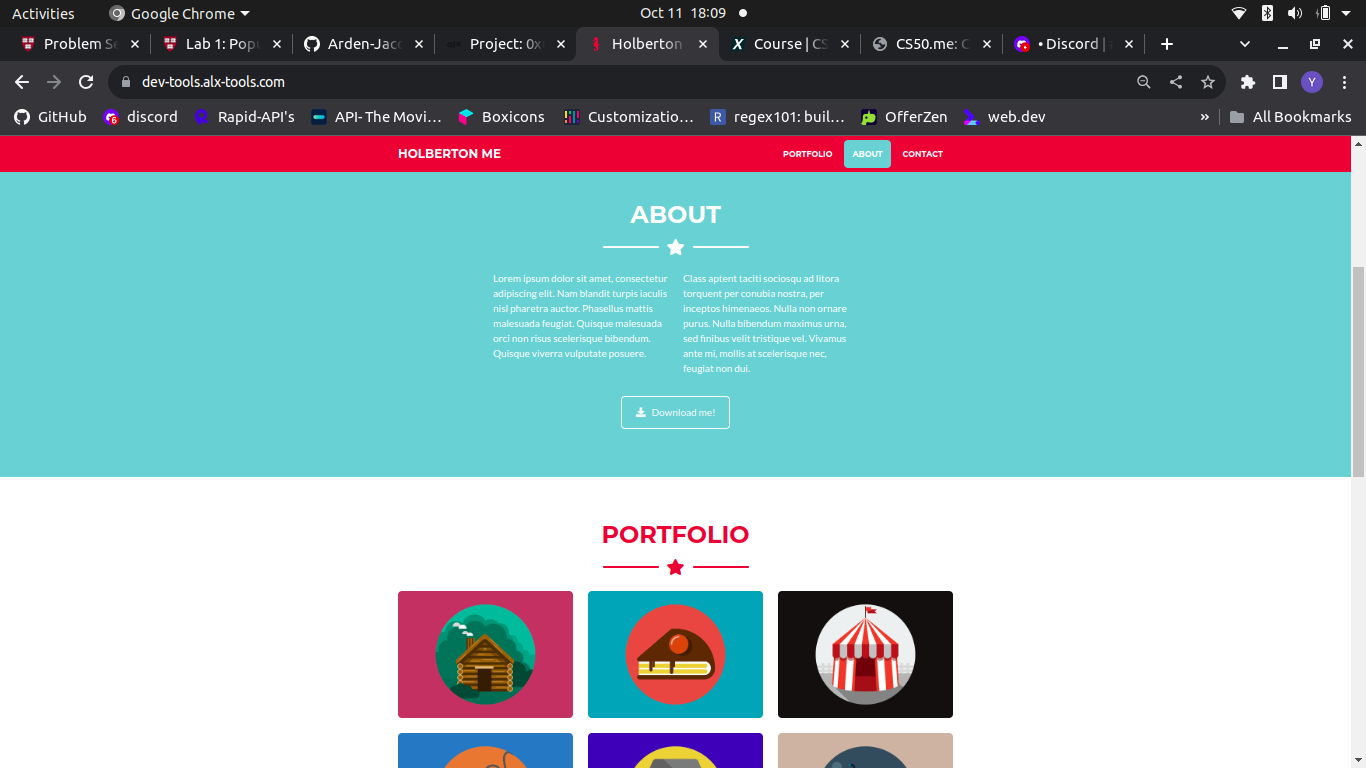 Activities
Google Chrome
Oct 11 18:09
Problem Se
Lab 1: Popu
Arden-Jacc
Project: 0x
Holberton
Course | CS
CS50.me: C
• Discord |
dev-tools.alx-tools.com
Y
GitHub
discord
Rapid-API's
API- The Movi…
Boxicons
Customizatio…
regex101: buil…
OfferZen
web.dev
»
All Bookmarks
HOLBERTON ME
PORTFOLIO
ABOUT
CONTACT
ABOUT
Lorem ipsum dolor sit amet, consectetur
adipiscing elit. Nam blandit turpis iaculis
nisl pharetra auctor. Phasellus mattis
malesuada feugiat. Quisque malesuada
orci non risus scelerisque bibendum.
Quisque viverra vulputate posuere.
Class aptent taciti sociosqu ad litora
torquent per conubia nostra, per
inceptos himenaeos. Nulla non ornare
purus. Nulla bibendum maximus urna,
sed finibus velit tristique vel. Vivamus
ante mi, mollis at scelerisque nec,
feugiat non dui.
Download me!
PORTFOLIO